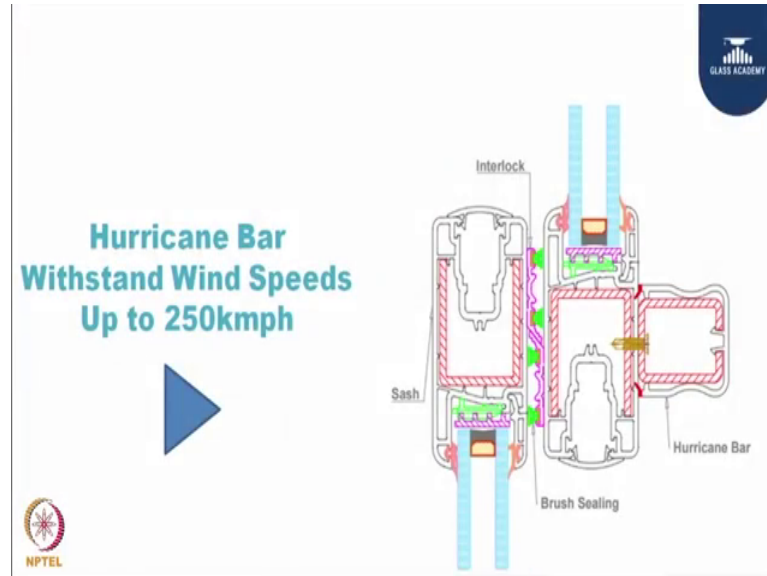 GLASS ACADEMY
Interlock
Hurricane Bar
Withstand Wind Speeds
Up to 250kmph
Sash
Hurricane Bar
Brush Sealing
NPTEL